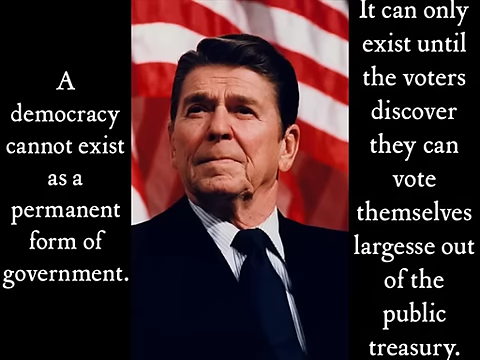 A
democracy
cannot exist
as a
permanent
form of
government.
It can only
exist until
the voters
discover
they can
vote
themselves
largesse out
of the
public
treasury.